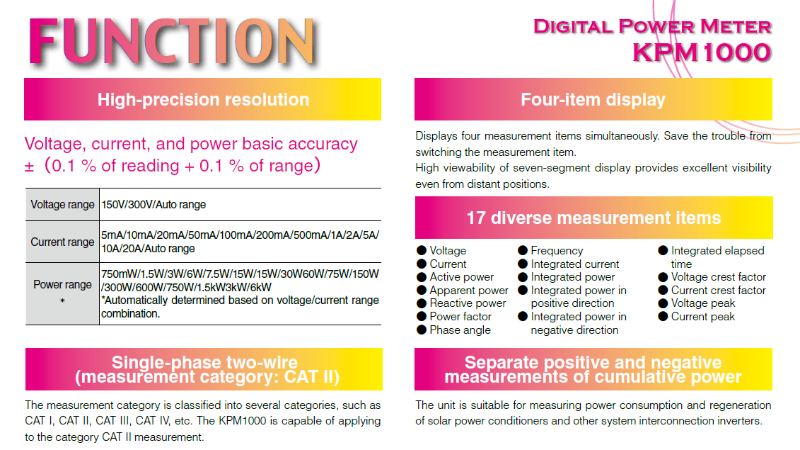 FUNCTION
DIGITAL POWER METER
KPM1000
High-precision resolution
Voltage, current, and power basic accuracy
±（0.1 % of reading + 0.1 % of range）
Voltage range 150V/300V/Auto range
Current range 5mA/10mA/20mA/50mA/100mA/200mA/500mA/1A/2A/5A/
10A/20A/Auto range
Power range
*
750mW/1.5W/3W/6W/7.5W/15W/15W/30W60W/75W/150W
/300W/600W/750W/1.5kW3kW/6kW
*Automatically determined based on voltage/current range
combination.
Single-phase two-wire
(measurement category: CAT II)
The measurement category is classified into several categories, such as
CAT I, CAT II, CAT III, CAT IV, etc. The KPM1000 is capable of applying
to the category CAT II measurement.
Four-item display
Displays four measurement items simultaneously. Save the trouble from
switching the measurement item.
High viewability of seven-segment display provides excellent visibility
even from distant positions.
17 diverse measurement items
● Voltage
● Current
● Active power
● Apparent power
● Reactive power
● Power factor
● Phase angle
● Frequency
● Integrated current
● Integrated power
● Integrated power in
positive direction
● Integrated power in
negative direction
● Integrated elapsed
time
● Voltage crest factor
● Current crest factor
● Voltage peak
● Current peak
Separate positive and negative
measurements of cumulative power
The unit is suitable for measuring power consumption and regeneration
of solar power conditioners and other system interconnection inverters.